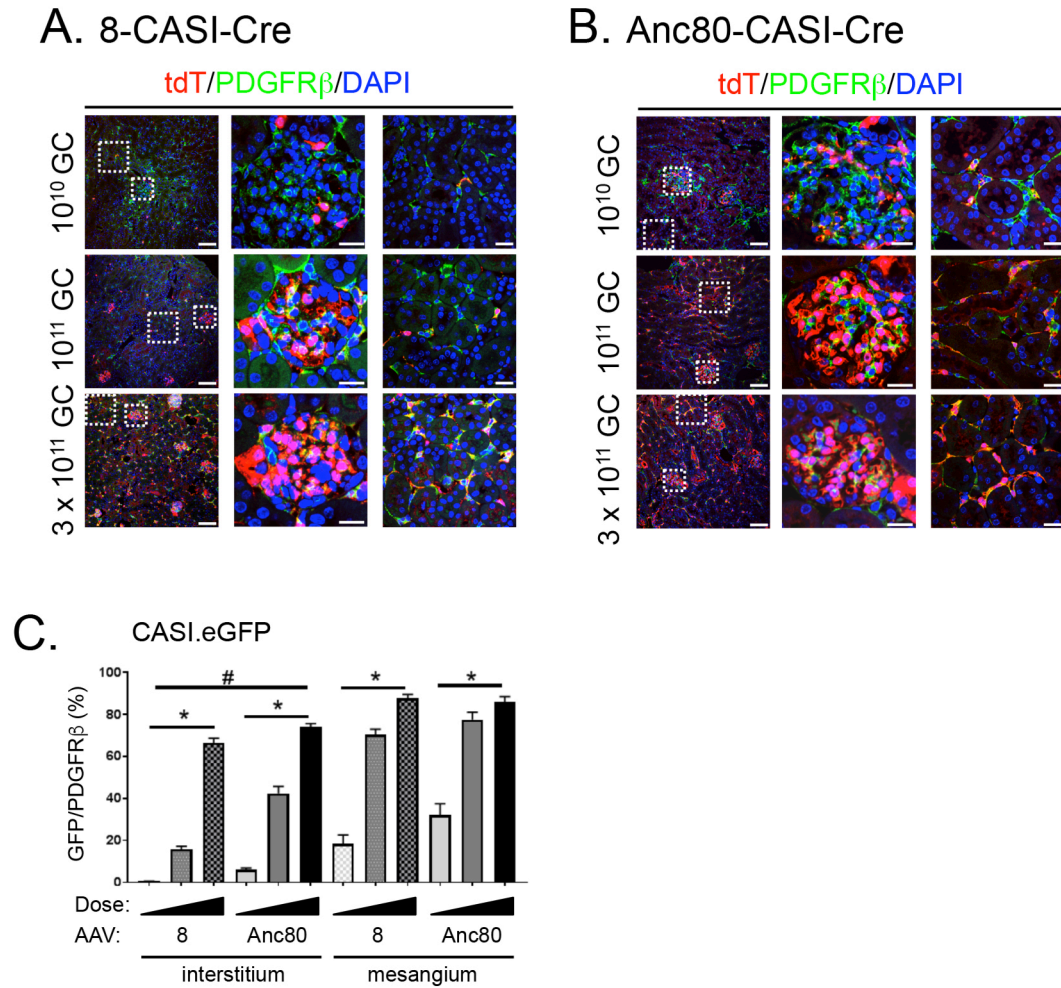 A. 8-CASI-Cre
tdT/PDGFRβ/DAPI
10¹⁰ GC
10¹¹ GC
3 x 10¹¹ GC
B. Anc80-CASI-Cre
tdT/PDGFRβ/DAPI
10¹⁰ GC
10¹¹ GC
3 x 10¹¹ GC
C. CASI.eGFP
GFP/PDGFRβ (%)
100
80
60
40
20
0
#
* * * *
Dose:
AAV: 8 Anc80 8 Anc80
interstitium mesangium